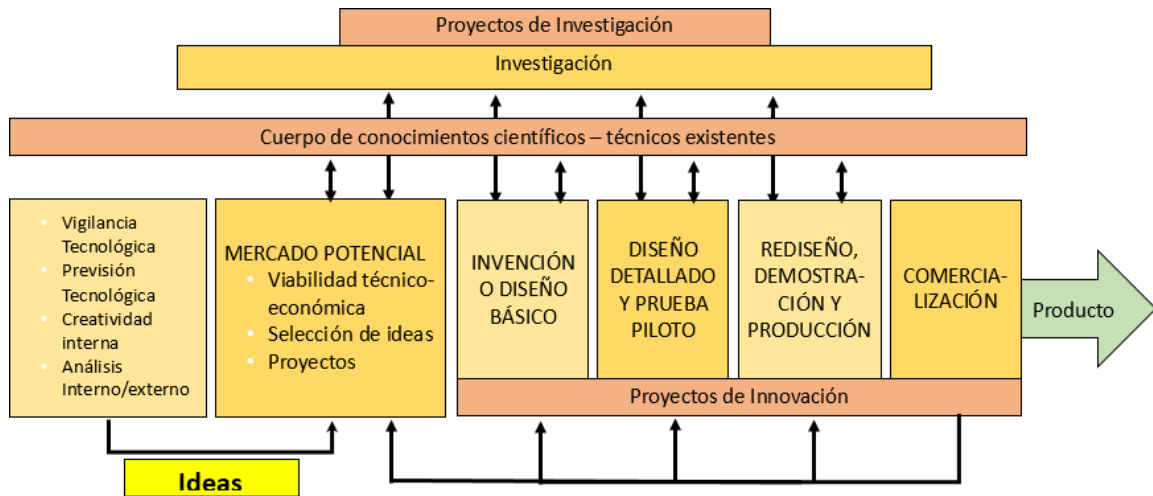 Proyectos de Investigación
Investigación
Cuerpo de conocimientos científicos – técnicos existentes
• Vigilancia
Tecnológica
• Previsión
Tecnológica
• Creatividad
interna
• Análisis
Interno/externo
MERCADO POTENCIAL
• Viabilidad técnico-
económica
• Selección de ideas
• Proyectos
INVENCIÓN
O DISEÑO
BÁSICO
DISEÑO
DETALLADO
Y PRUEBA
PILOTO
REDISEÑO,
DEMOSTRA-
CIÓN Y
PRODUCCIÓN
COMERCIA-
LIZACIÓN
Producto
Proyectos de Innovación
Ideas